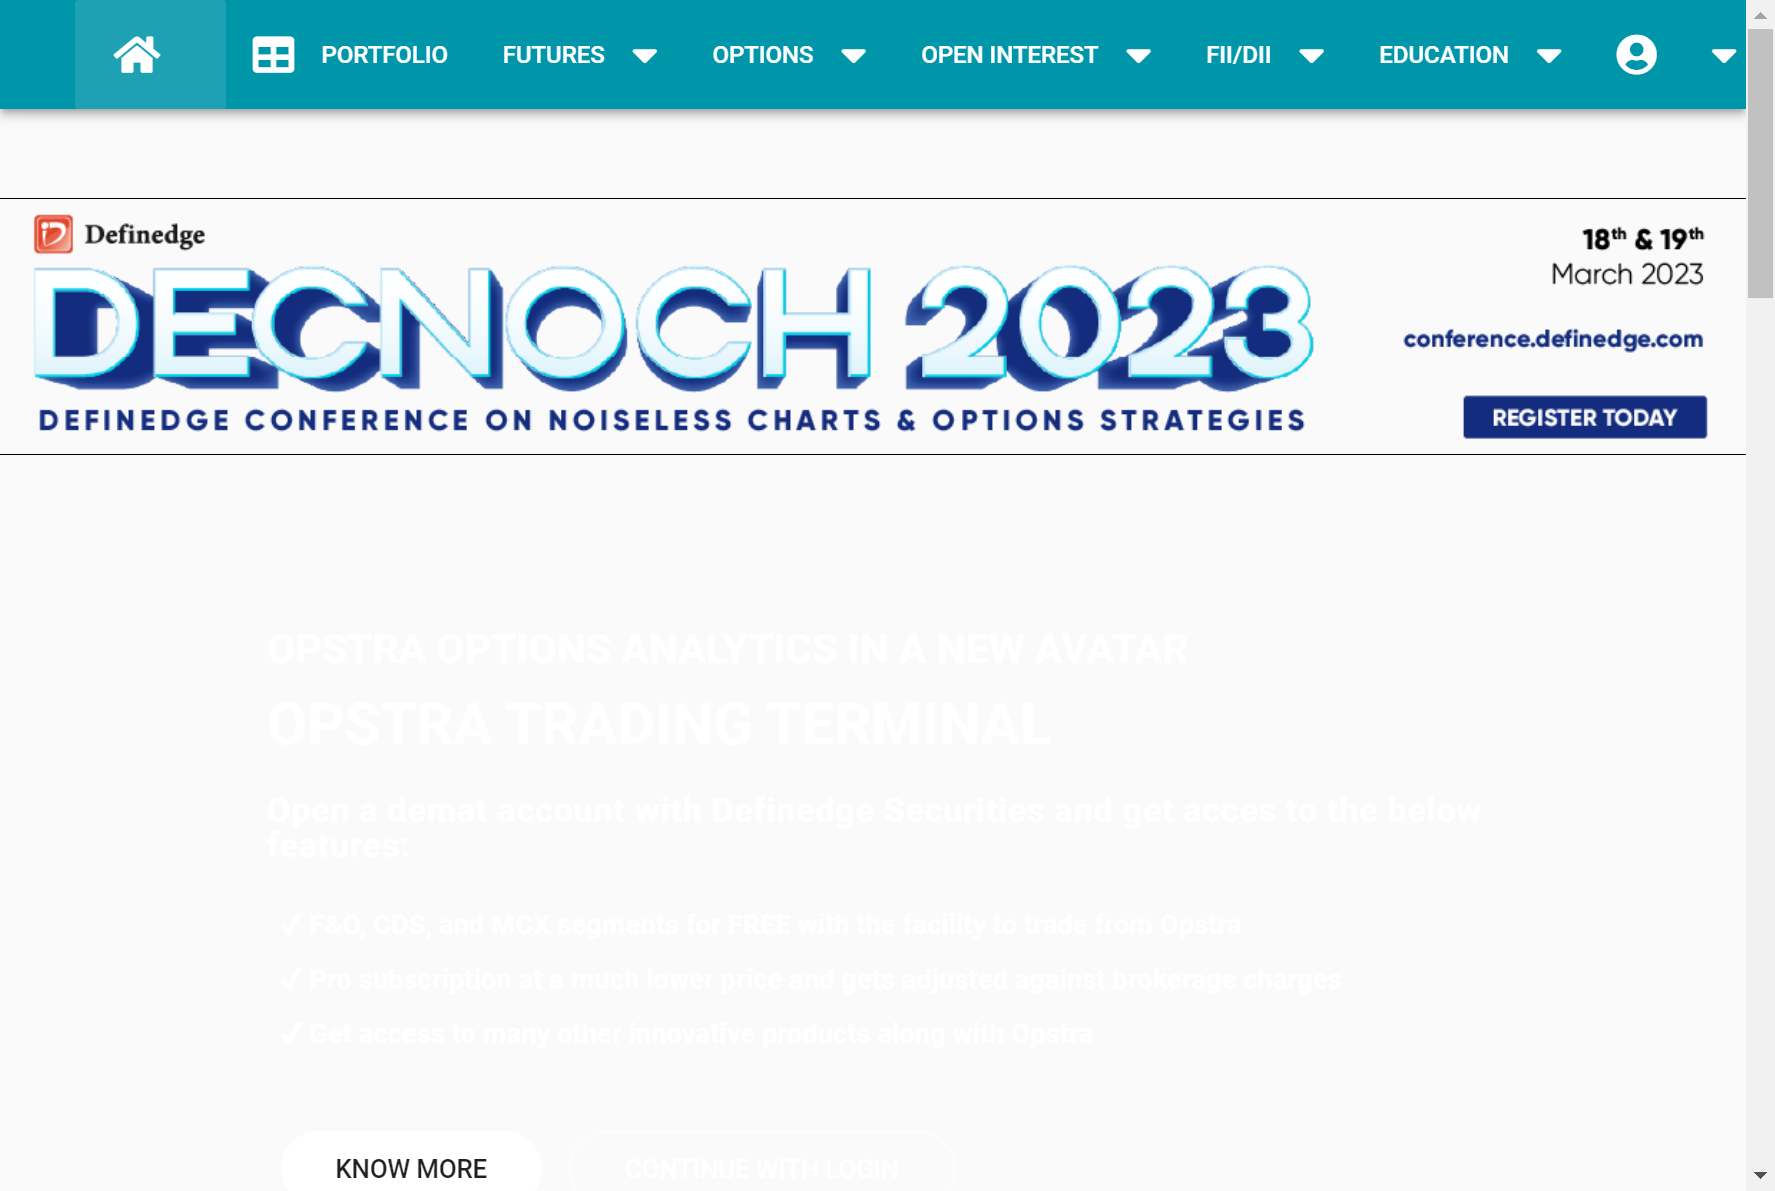 PORTFOLIO FUTURES OPTIONS OPEN INTEREST FII/DII EDUCATION
Definedge
DECNOCH 2023
DEFINEDGE CONFERENCE ON NOISELESS CHARTS & OPTIONS STRATEGIES
18th & 19th
March 2023
conference.definedge.com
REGISTER TODAY
OPSTRA OPTIONS ANALYTICS IN A NEW AVATAR
OPSTRA TRADING TERMINAL
Open a demat account with Definedge Securities and get acces to the below
features:
✓ F&O, CDS, and MCX segments for FREE with the facility to trade from Opstra
✓ Pro subscription at a much lower price and gets adjusted against brokerage charges
✓ Get access to many other innovative products along with Opstra
KNOW MORE CONTINUE WITH LOGIN